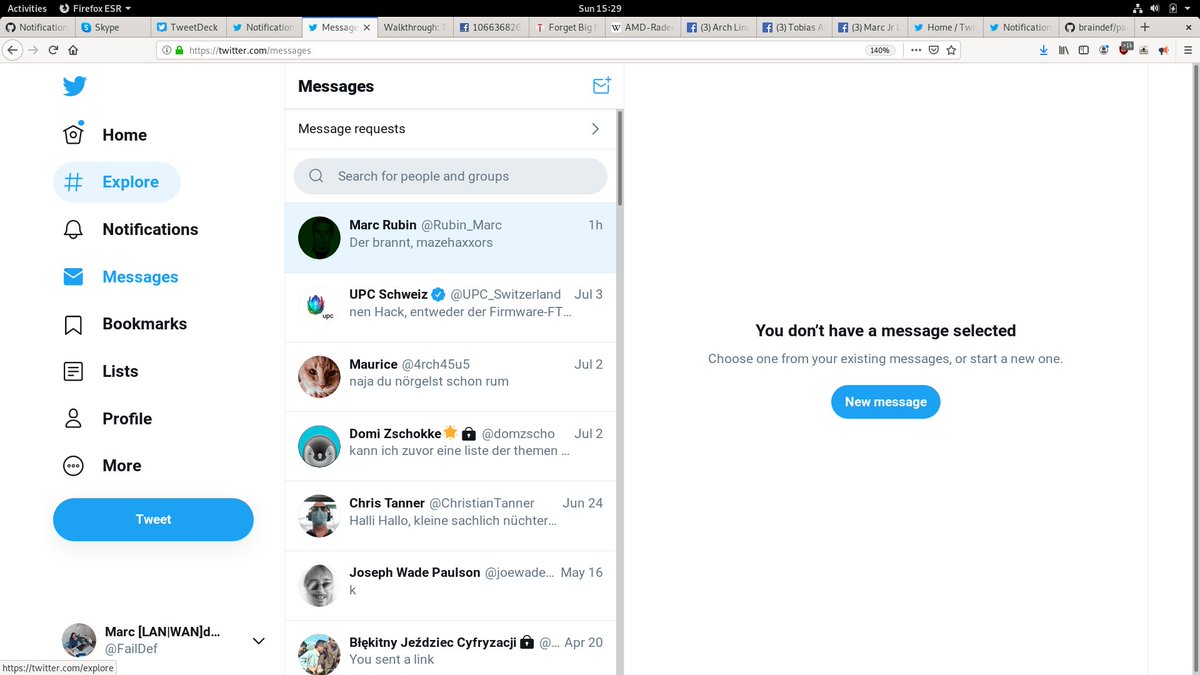 Activities Firefox ESR Sun 15:29
Notification Skype TweetDeck Notification Message Walkthrough: T 106636826 Forget Big N AMD-Rade (3) Arch Lin (3) Tobias A (3) Marc Jr Home / Twi Notification braindef/pa
https://twitter.com/messages 140%
Home
Explore
Notifications
Messages
Bookmarks
Lists
Profile
More
Tweet
Marc [LAN|WAN]d...
@FailDef
https://twitter.com/explore
Messages
Message requests
Search for people and groups
Marc Rubin @Rubin_Marc 1h
Der brannt, mazehaxxors
UPC Schweiz @UPC_Switzerland Jul 3
nen Hack, entweder der Firmware-FT...
upc
Maurice @4rch45u5 Jul 2
naja du nörgelst schon rum
Domi Zschokke @domzscho Jul 2
kann ich zuvor eine liste der themen ...
Chris Tanner @ChristianTanner Jun 24
Halli Hallo, kleine sachlich nüchter...
Joseph Wade Paulson @joewade... May 16
k
Błękitny Jeździec Cyfryzacji @... Apr 20
You sent a link
You don't have a message selected
Choose one from your existing messages, or start a new one.
New message